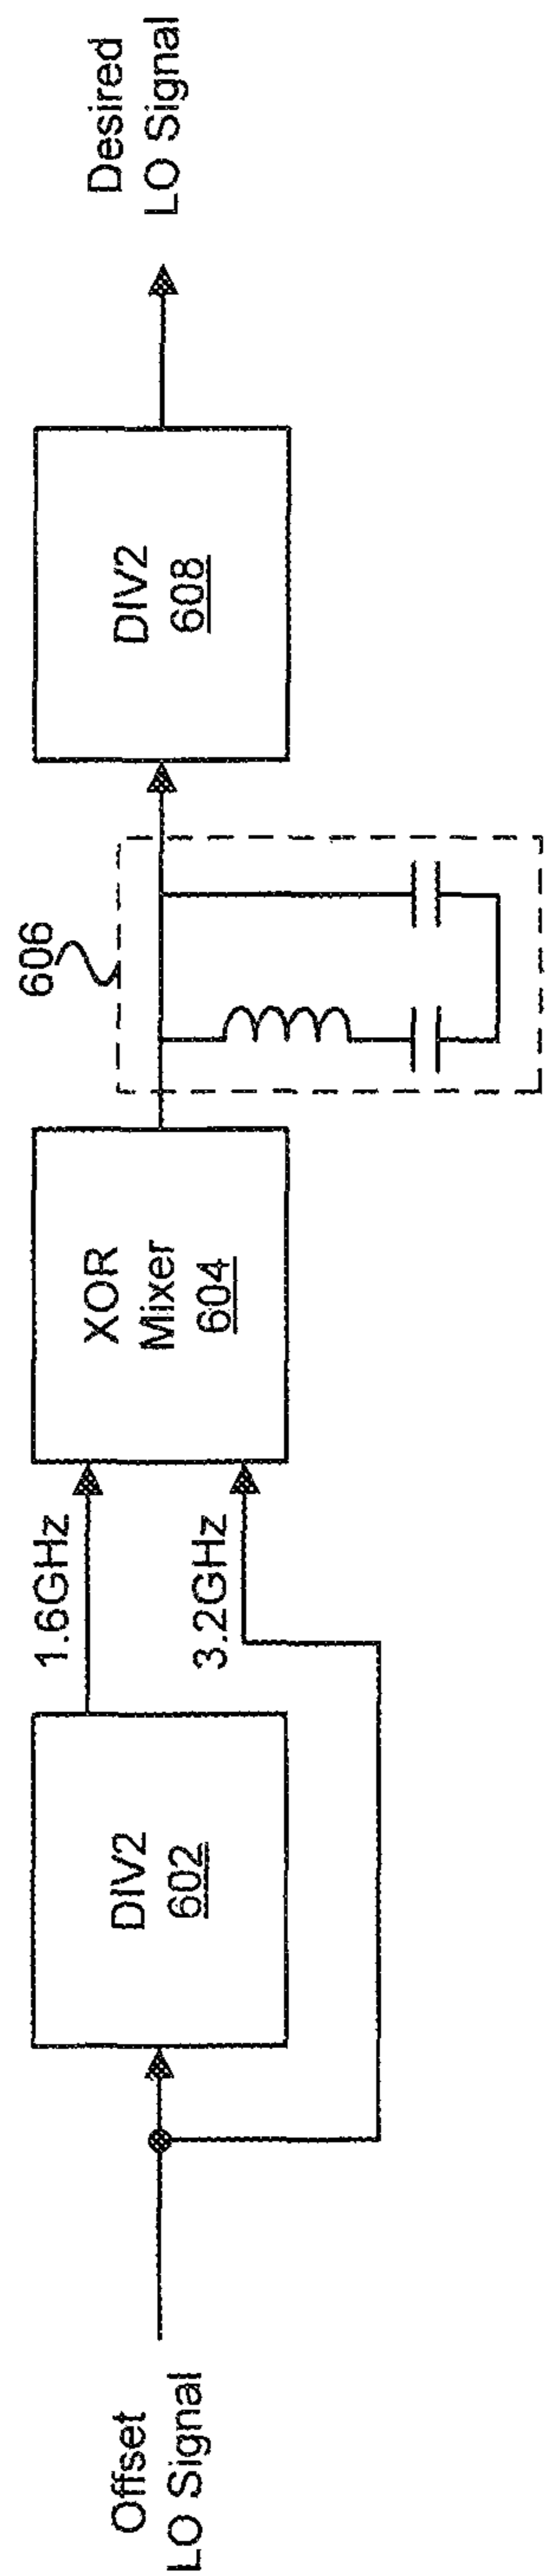 Offset
LO Signal
DIV2
602
1.6GHz
3.2GHz
XOR
Mixer
604
606
DIV2
608
Desired
LO Signal